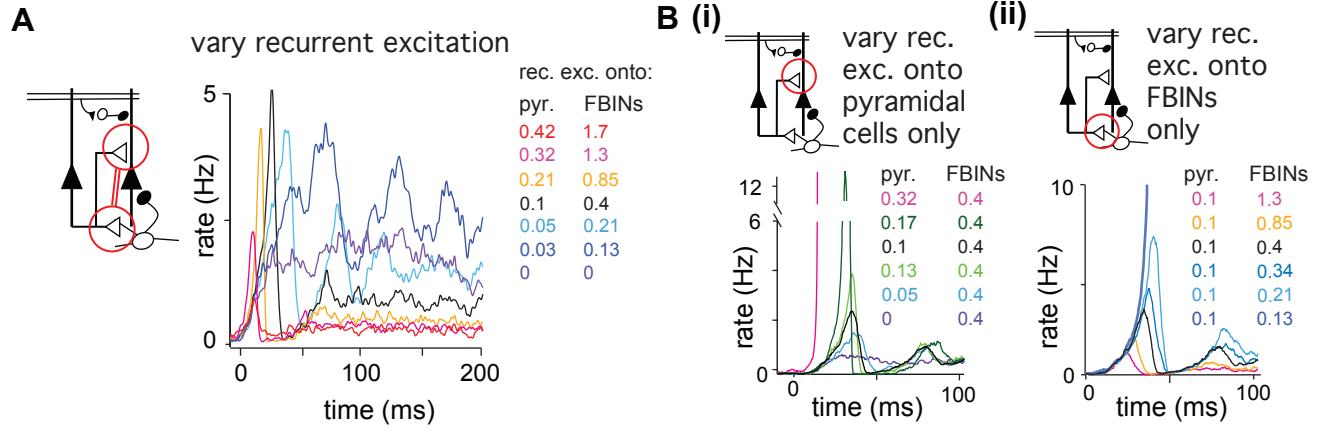 A
vary recurrent excitation
rec. exc. onto:
pyr. FBINs
0.42 1.7
0.32 1.3
0.21 0.85
0.1 0.4
0.05 0.21
0.03 0.13
0 0
5
0
rate (Hz)
0 100 200
time (ms)
B (i)
vary rec.
exc. onto
pyramidal
cells only
pyr. FBINs
0.32 0.4
0.17 0.4
0.1 0.4
0.13 0.4
0.05 0.4
0 0.4
12
6
0
rate (Hz)
0 100
time (ms)
(ii)
vary rec.
exc. onto
FBINs
only
pyr. FBINs
0.1 1.3
0.1 0.85
0.1 0.4
0.1 0.34
0.1 0.21
0.1 0.13
10
0
rate (Hz)
0 100
time (ms)